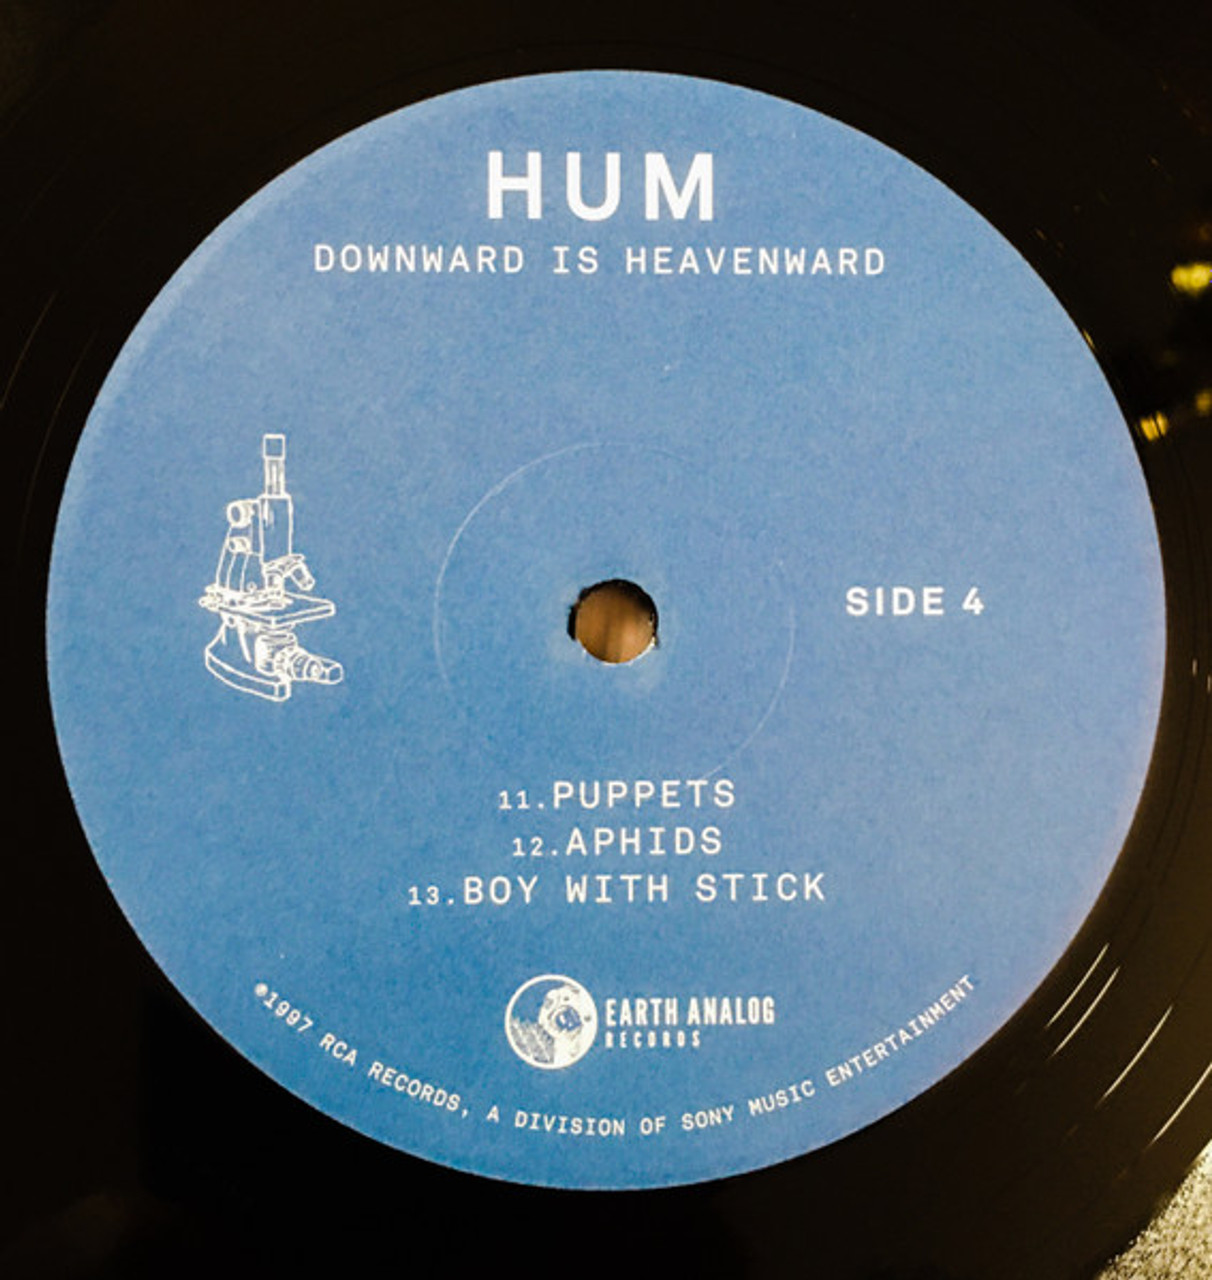 HUM
DOWNWARD IS HEAVENWARD
SIDE 4
11.PUPPETS
12.APHIDS
13.BOY WITH STICK
EARTH ANALOG
RECORDS
℗1997 RCA RECORDS, A DIVISION OF SONY MUSIC ENTERTAINMENT